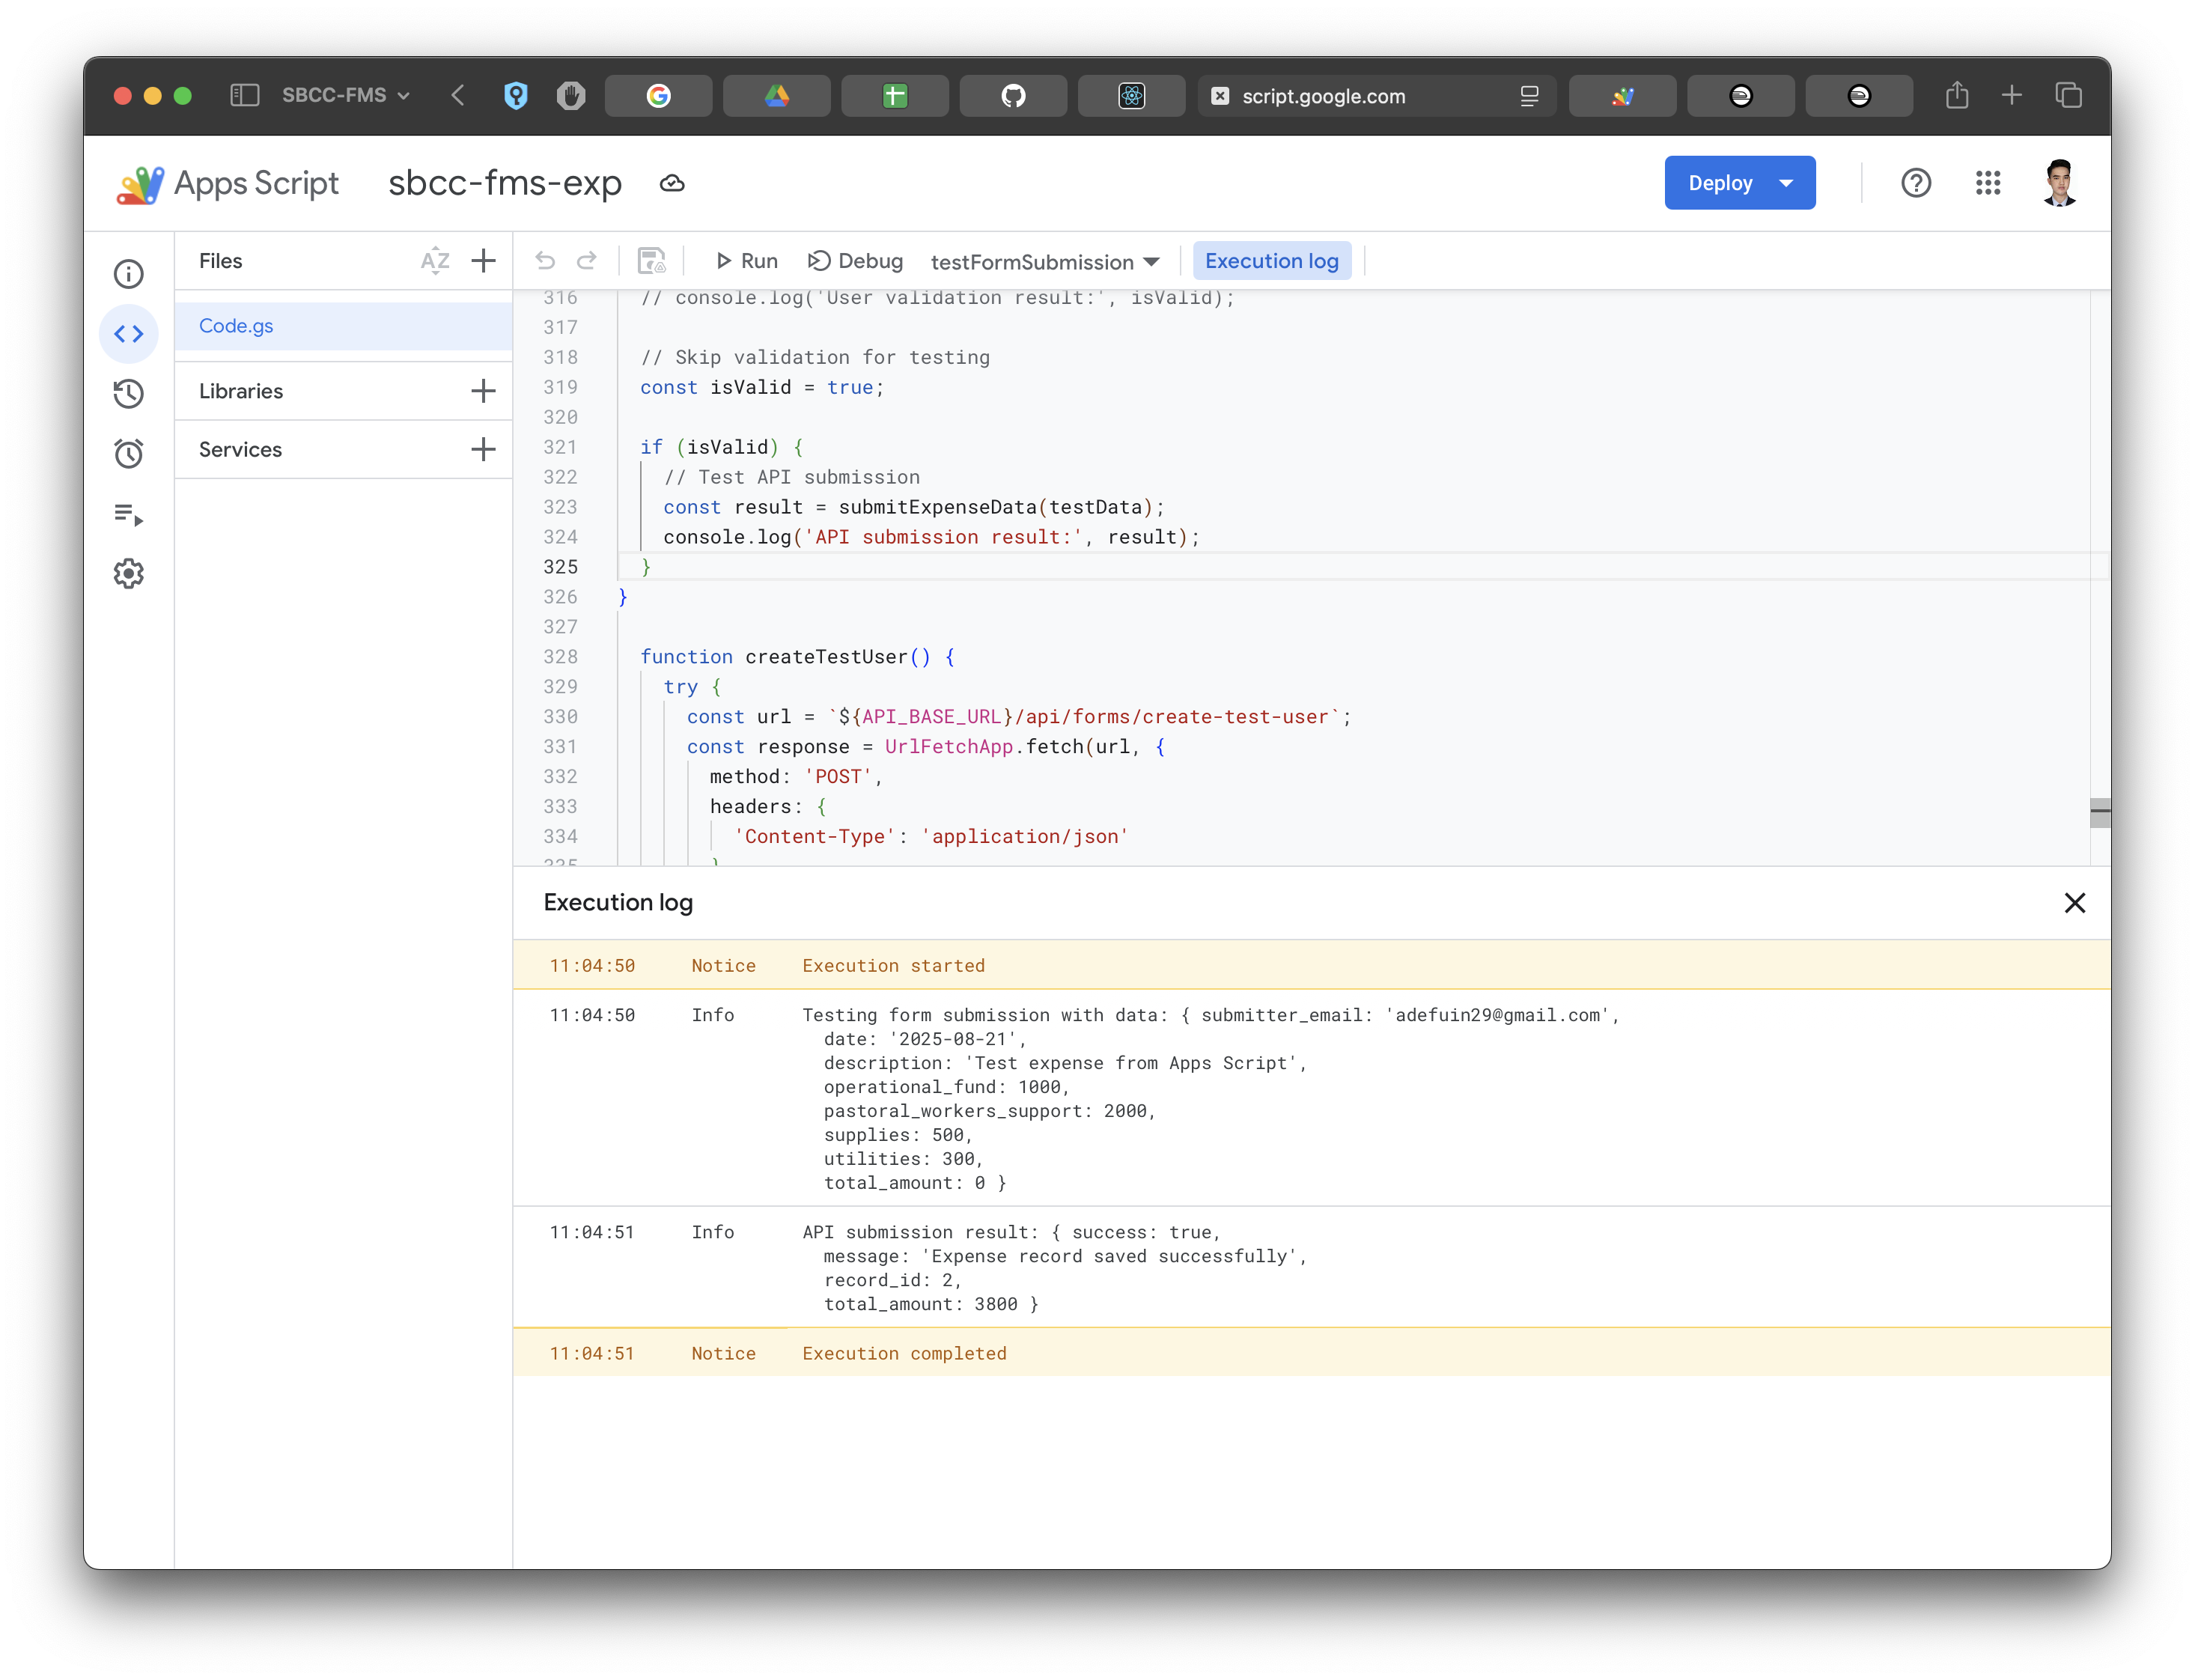 SBCC-FMS
script.google.com
Apps Script
sbcc-fms-exp
Deploy
Files
AZ
Run
Debug
testFormSubmission
Execution log
Code.gs
Libraries
Services
316 // console.log('User validation result:', isValid);
317
318 // Skip validation for testing
319 const isValid = true;
320
321 if (isValid) {
322 // Test API submission
323 const result = submitExpenseData(testData);
324 console.log('API submission result:', result);
325 }
326 }
327
328 function createTestUser() {
329 try {
330 const url = `${API_BASE_URL}/api/forms/create-test-user`;
331 const response = UrlFetchApp.fetch(url, {
332 method: 'POST',
333 headers: {
334 'Content-Type': 'application/json'
335 }
Execution log
11:04:50 Notice Execution started
11:04:50 Info Testing form submission with data: { submitter_email: 'adefuin29@gmail.com',
date: '2025-08-21',
description: 'Test expense from Apps Script',
operational_fund: 1000,
pastoral_workers_support: 2000,
supplies: 500,
utilities: 300,
total_amount: 0 }
11:04:51 Info API submission result: { success: true,
message: 'Expense record saved successfully',
record_id: 2,
total_amount: 3800 }
11:04:51 Notice Execution completed